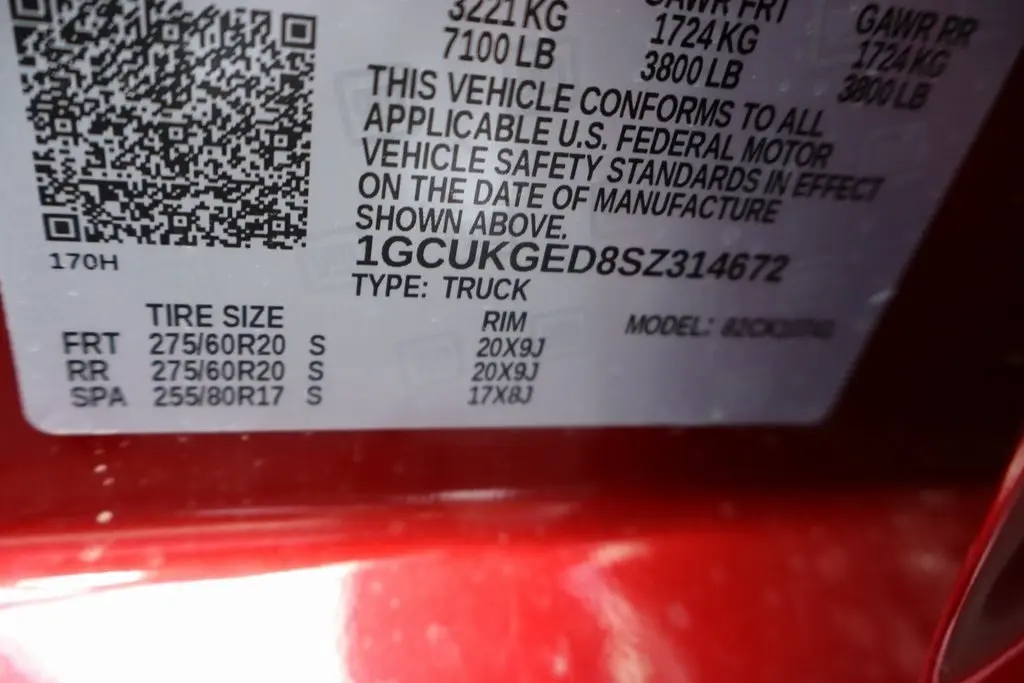 3221 KG GAWR FRT GAWR RR
7100 LB 1724 KG 1724 KG
3800 LB 3800 LB
THIS VEHICLE CONFORMS TO ALL
APPLICABLE U.S. FEDERAL MOTOR
VEHICLE SAFETY STANDARDS IN EFFECT
ON THE DATE OF MANUFACTURE
SHOWN ABOVE.
1GCUKGED8SZ314672
170H
TYPE: TRUCK
TIRE SIZE RIM MODEL:
FRT 275/60R20 S 20X9J
RR 275/60R20 S 20X9J
SPA 255/80R17 S 17X8J